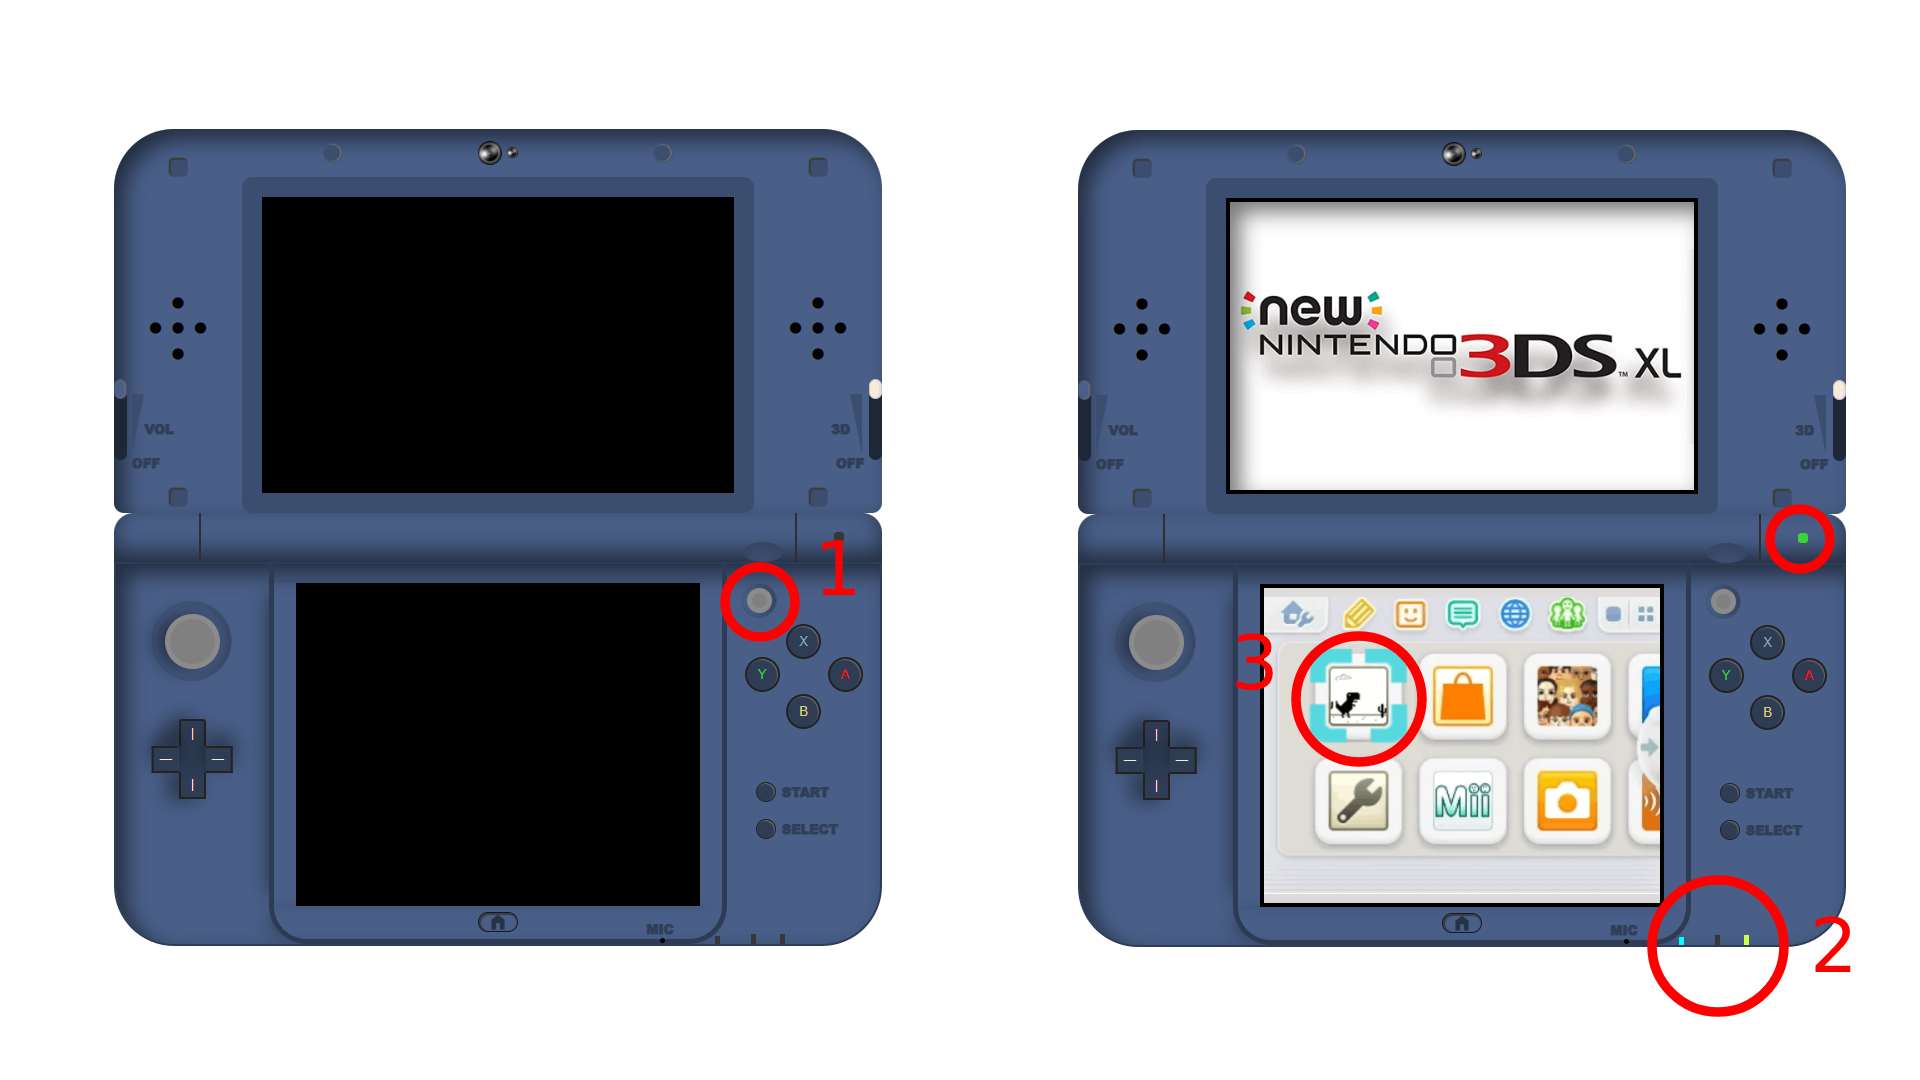 VOL
OFF
3D
OFF
1
X
Y
A
B
START
SELECT
MIC
new
NINTENDO 3DS™ XL
VOL
OFF
3D
OFF
3
X
Y
A
B
Mii
START
SELECT
MIC
2